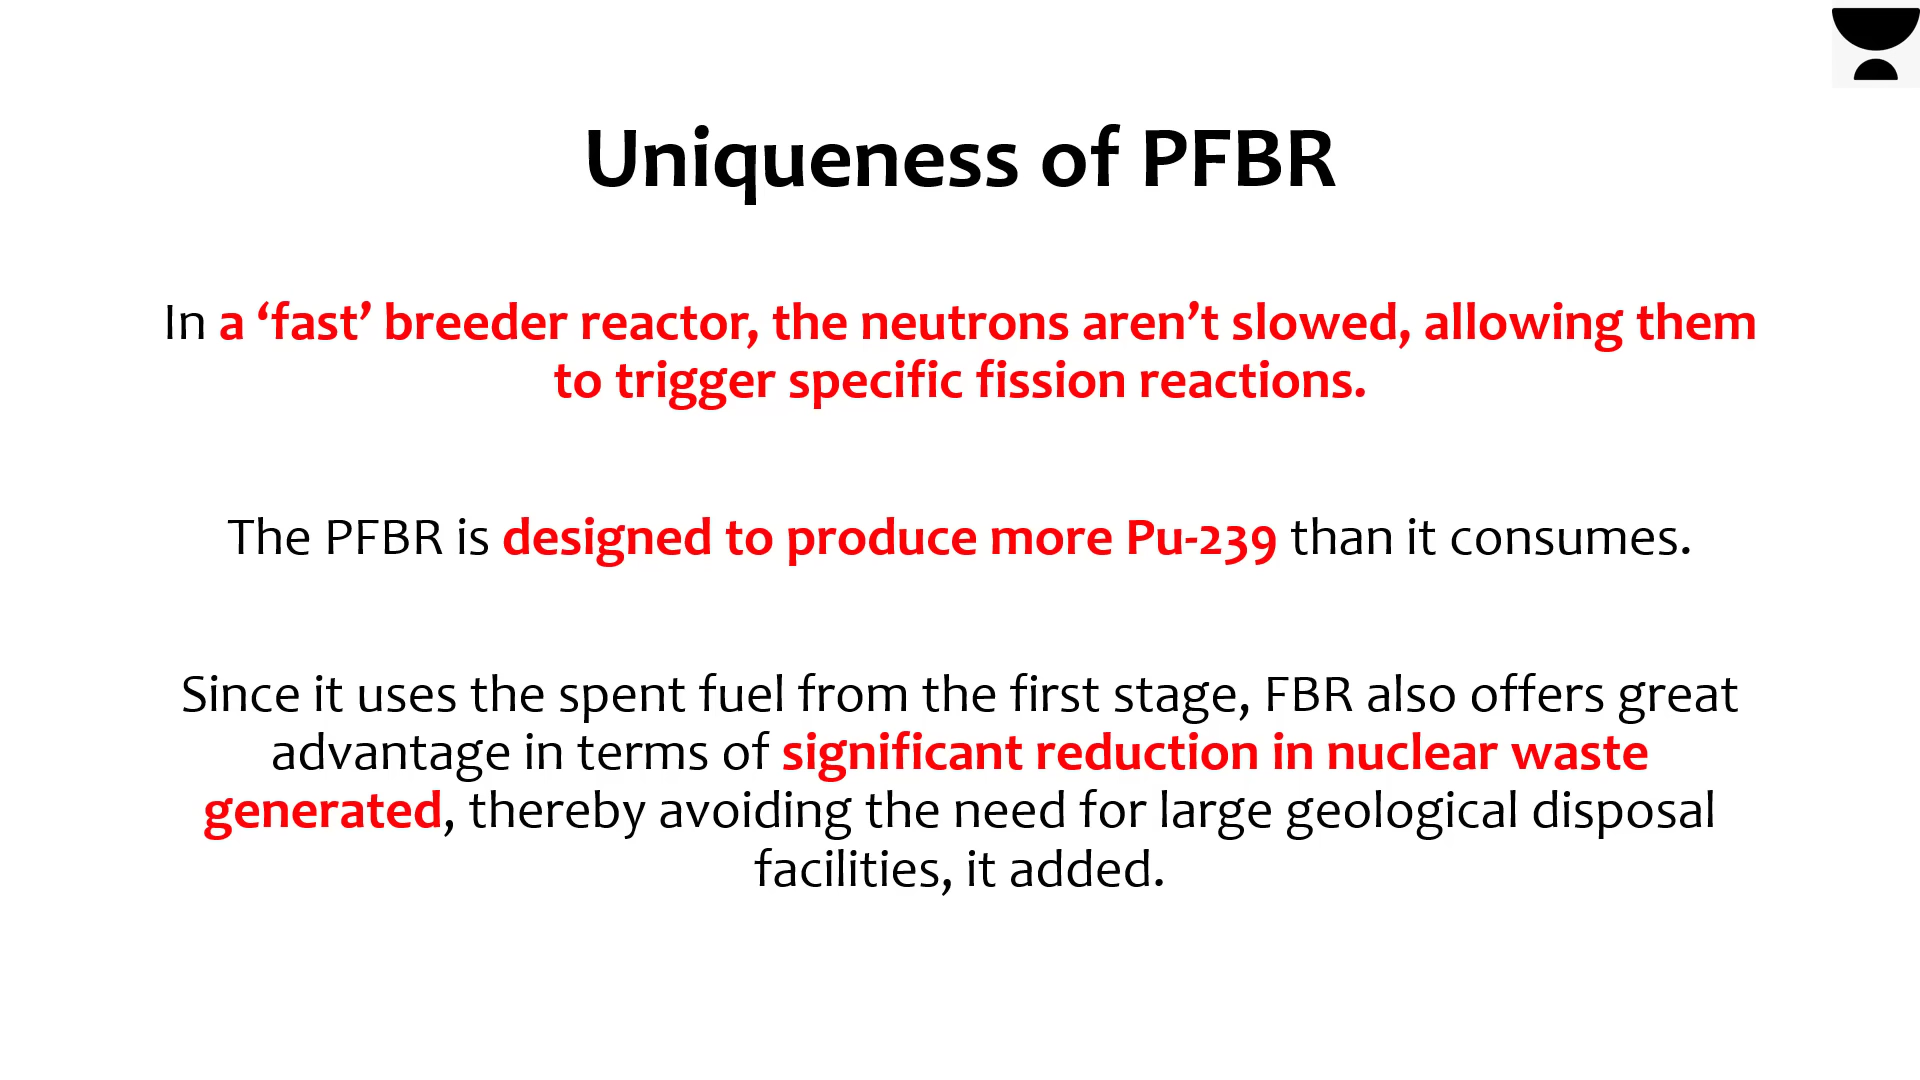 Uniqueness of PFBR
In a ‘fast’ breeder reactor, the neutrons aren’t slowed, allowing them
to trigger specific fission reactions.
The PFBR is designed to produce more Pu-239 than it consumes.
Since it uses the spent fuel from the first stage, FBR also offers great
advantage in terms of significant reduction in nuclear waste
generated, thereby avoiding the need for large geological disposal
facilities, it added.